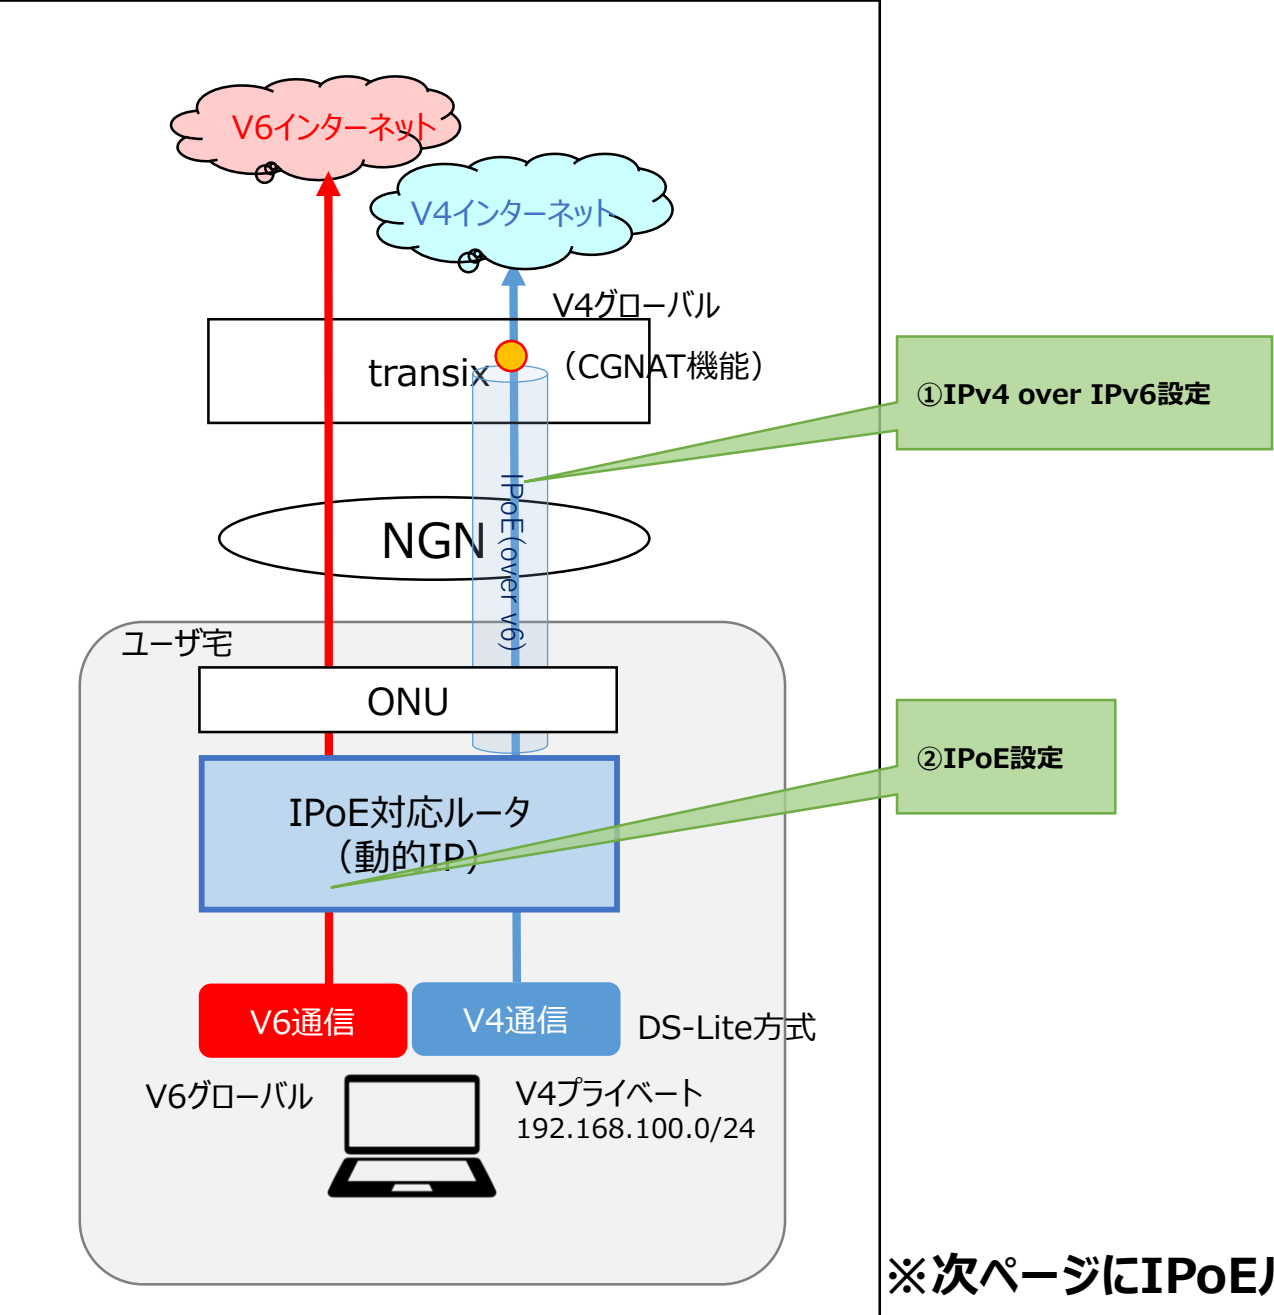 V6インターネット
V4インターネット
V4グローバル
transix
（CGNAT機能）
①IPv4 over IPv6設定
IPoE(over v6)
NGN
ユーザ宅
ONU
②IPoE設定
IPoE対応ルータ
（動的IP）
V6通信
V4通信
DS-Lite方式
V6グローバル
V4プライベート
192.168.100.0/24
※次ページにIPoE